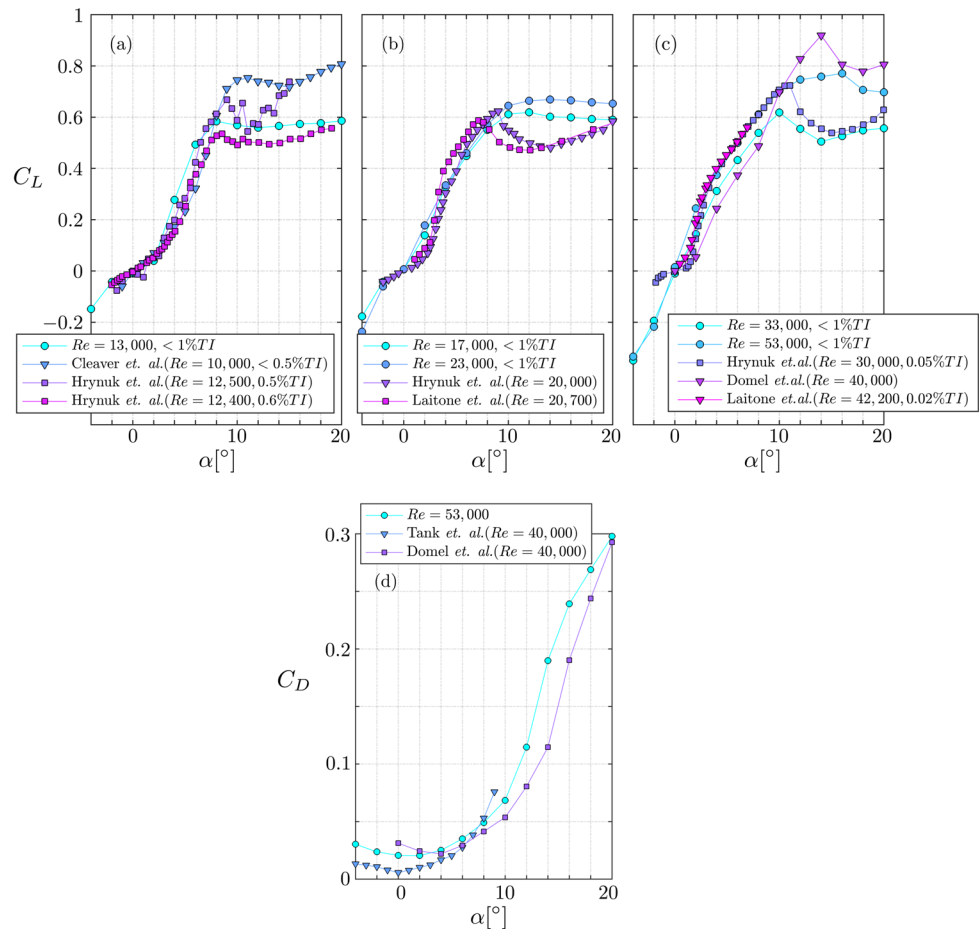 (a)
(b)
(c)
C_L
1
0.8
0.6
0.4
0.2
0
−0.2
Re = 13,000, < 1%TI
Cleaver et. al.(Re = 10,000, < 0.5%TI)
Hrynuk et. al.(Re = 12,500, 0.5%TI)
Hrynuk et. al.(Re = 12,400, 0.6%TI)
0 10 20
α[°]
Re = 17,000, < 1%TI
Re = 23,000, < 1%TI
Hrynuk et. al.(Re = 20,000)
Laitone et. al.(Re = 20,700)
0 10 20
α[°]
Re = 33,000, < 1%TI
Re = 53,000, < 1%TI
Hrynuk et.al.(Re = 30,000, 0.05%TI)
Domel et.al.(Re = 40,000)
Laitone et.al.(Re = 42,200, 0.02%TI)
0 10 20
α[°]
Re = 53,000
Tank et. al.(Re = 40,000)
Domel et. al.(Re = 40,000)
(d)
C_D
0.3
0.2
0.1
0
0 10 20
α[°]